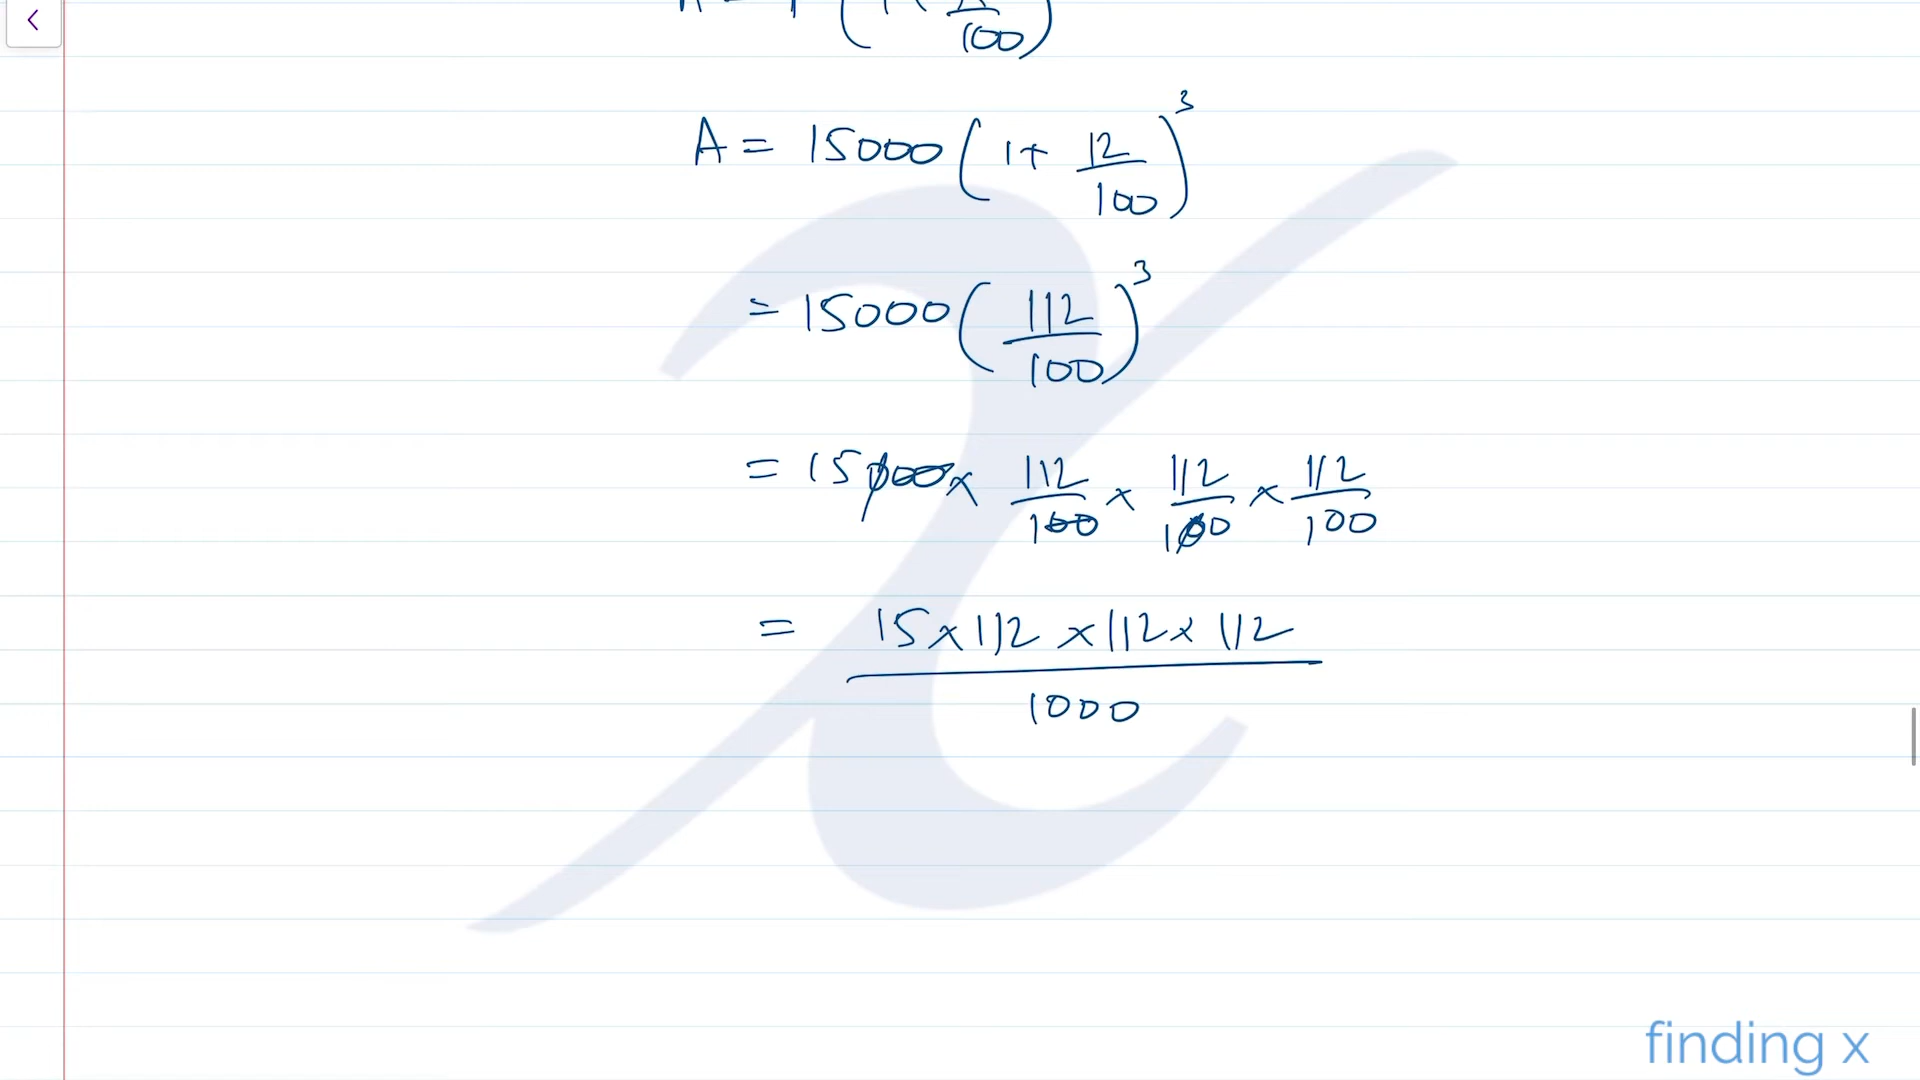 100
A = 15000 ( 1 + 12/100 )³
= 15000 ( 112/100 )³
= 15000 × 112/100 × 112/100 × 112/100
= 15 × 112 × 112 × 112 / 1000
finding x